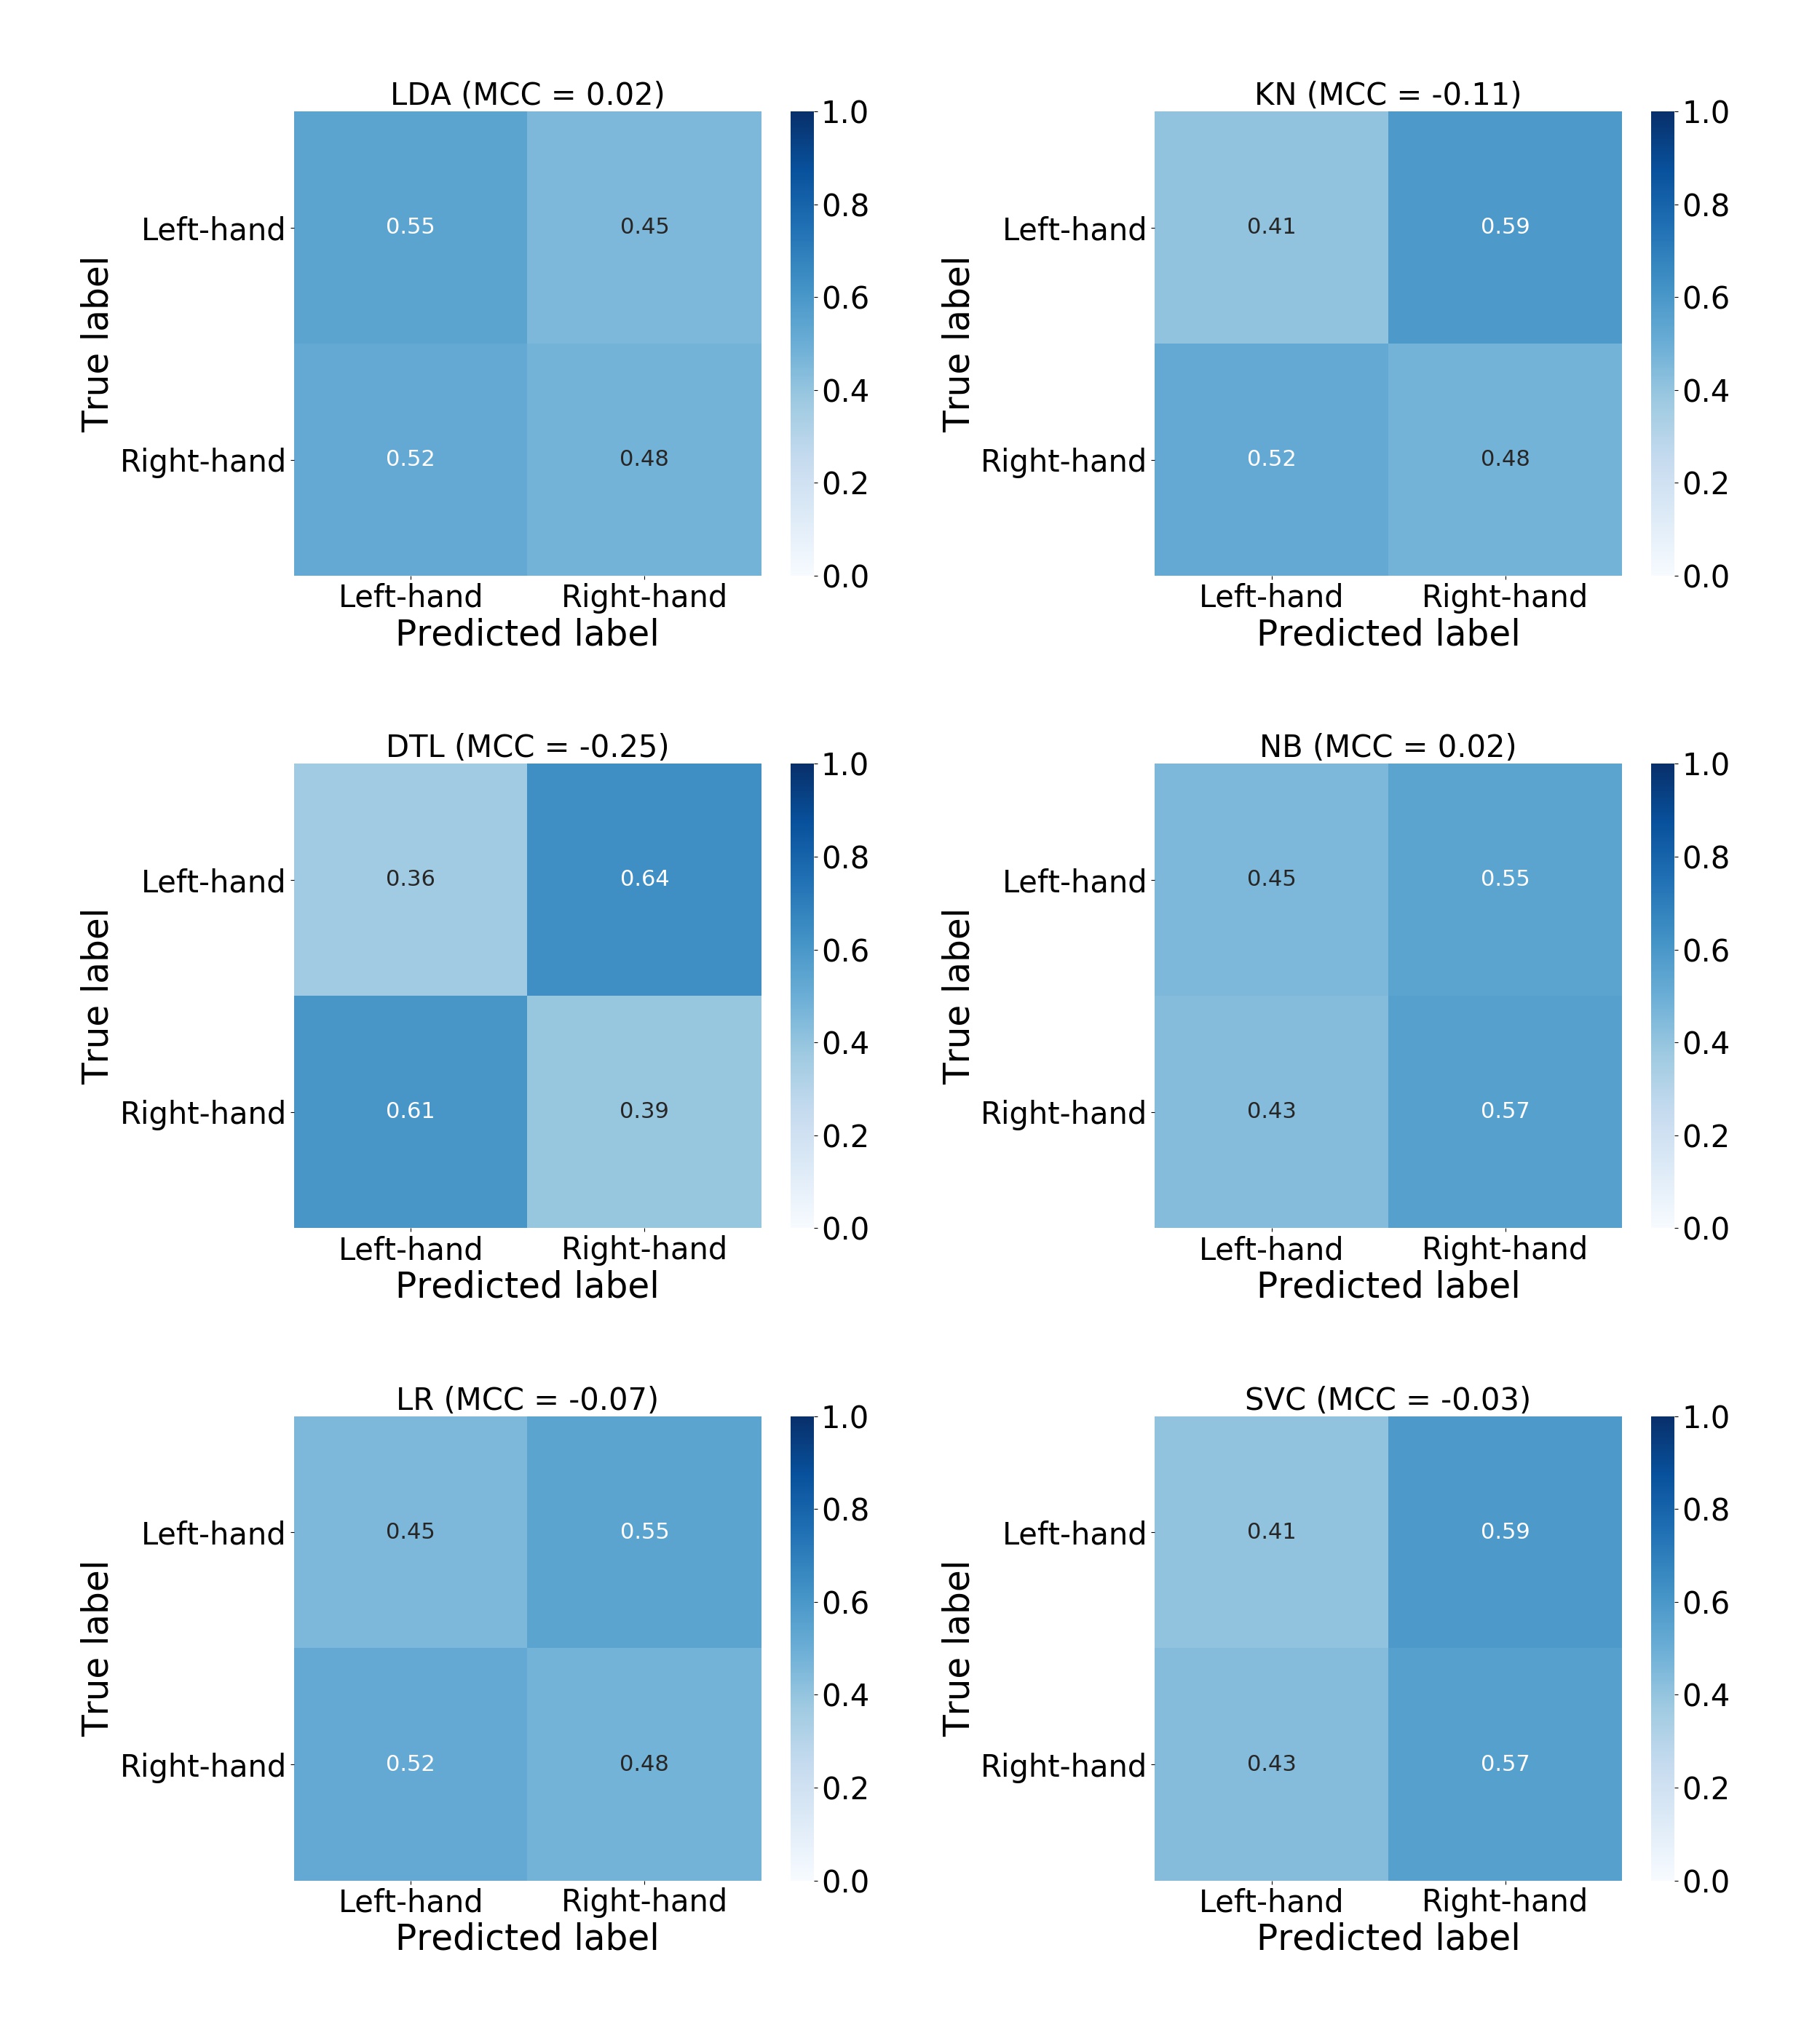 LDA (MCC = 0.02)
1.0
0.8
0.6
0.4
0.2
0.0
True label
Left-hand
0.55 0.45
Right-hand
0.52 0.48
Left-hand Right-hand
Predicted label
KN (MCC = -0.11)
1.0
0.8
0.6
0.4
0.2
0.0
True label
Left-hand
0.41 0.59
Right-hand
0.52 0.48
Left-hand Right-hand
Predicted label
DTL (MCC = -0.25)
1.0
0.8
0.6
0.4
0.2
0.0
True label
Left-hand
0.36 0.64
Right-hand
0.61 0.39
Left-hand Right-hand
Predicted label
NB (MCC = 0.02)
1.0
0.8
0.6
0.4
0.2
0.0
True label
Left-hand
0.45 0.55
Right-hand
0.43 0.57
Left-hand Right-hand
Predicted label
LR (MCC = -0.07)
1.0
0.8
0.6
0.4
0.2
0.0
True label
Left-hand
0.45 0.55
Right-hand
0.52 0.48
Left-hand Right-hand
Predicted label
SVC (MCC = -0.03)
1.0
0.8
0.6
0.4
0.2
0.0
True label
Left-hand
0.41 0.59
Right-hand
0.43 0.57
Left-hand Right-hand
Predicted label